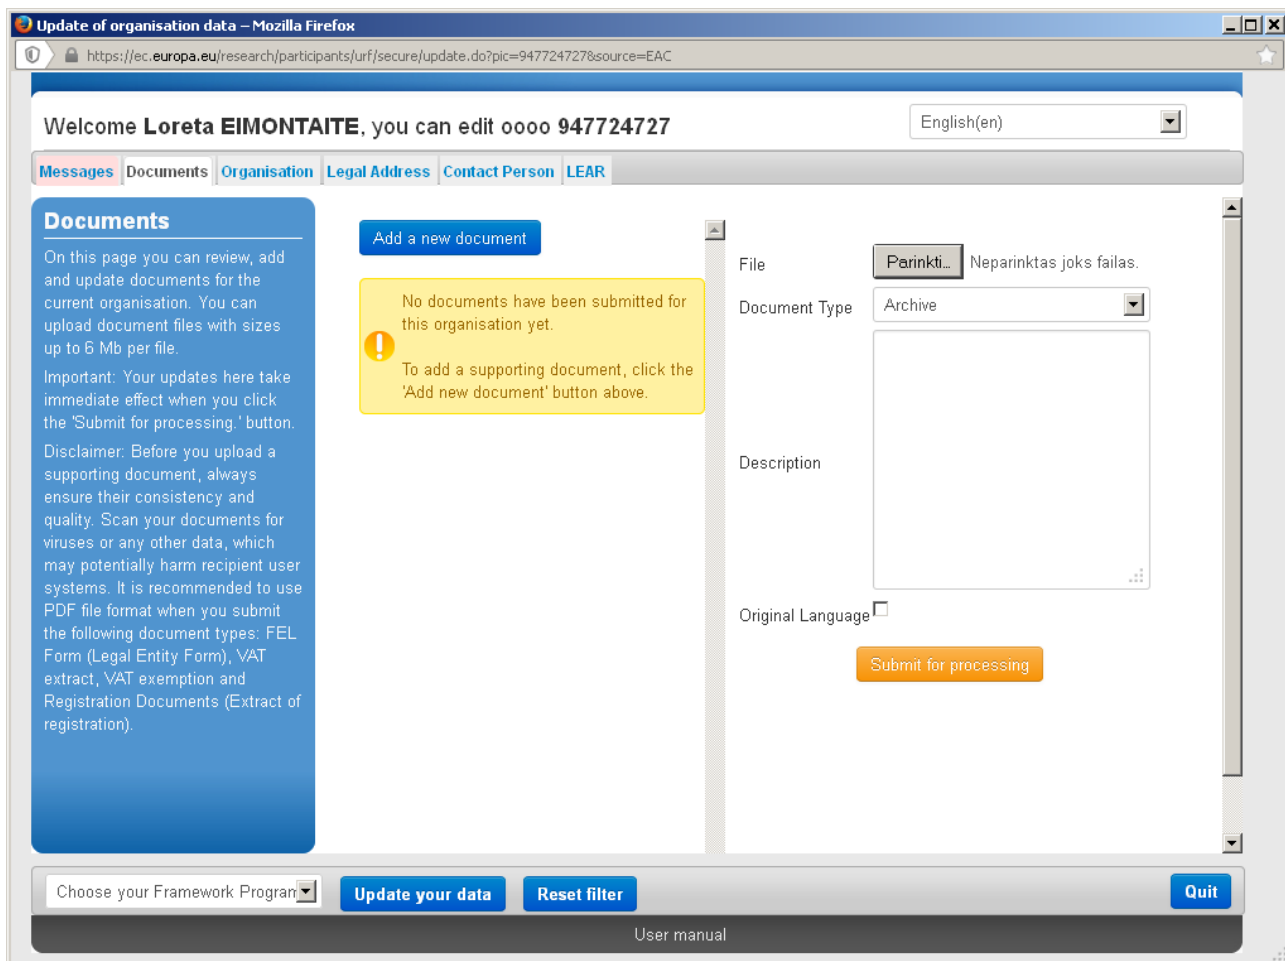 Update of organisation data – Mozilla Firefox
https://ec.europa.eu/research/participants/urf/secure/update.do?pic=947724727&source=EAC
Welcome Loreta EIMONTAITE, you can edit oooo 947724727
English(en)
Messages Documents Organisation Legal Address Contact Person LEAR
Documents
On this page you can review, add
and update documents for the
current organisation. You can
upload document files with sizes
up to 6 Mb per file.
Important: Your updates here take
immediate effect when you click
the 'Submit for processing.' button.
Disclaimer: Before you upload a
supporting document, always
ensure their consistency and
quality. Scan your documents for
viruses or any other data, which
may potentially harm recipient user
systems. It is recommended to use
PDF file format when you submit
the following document types: FEL
Form (Legal Entity Form), VAT
extract, VAT exemption and
Registration Documents (Extract of
registration).
Add a new document
No documents have been submitted for
this organisation yet.
To add a supporting document, click the
'Add new document' button above.
File Parinkti... Neparinktas joks failas.
Document Type Archive
Description
Original Language
Submit for processing
Choose your Framework Program Update your data Reset filter Quit
User manual